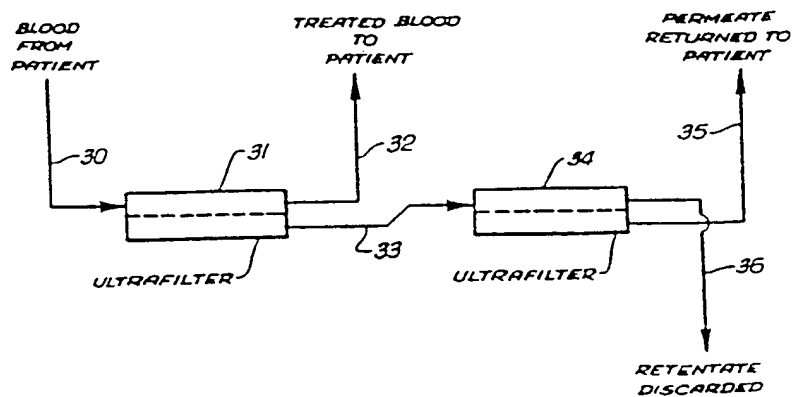 BLOOD
FROM
PATIENT
TREATED BLOOD
TO
PATIENT
PERMEATE
RETURNED TO
PATIENT
30
31
32
33
34
35
36
ULTRAFILTER
ULTRAFILTER
RETENTATE
DISCARDED